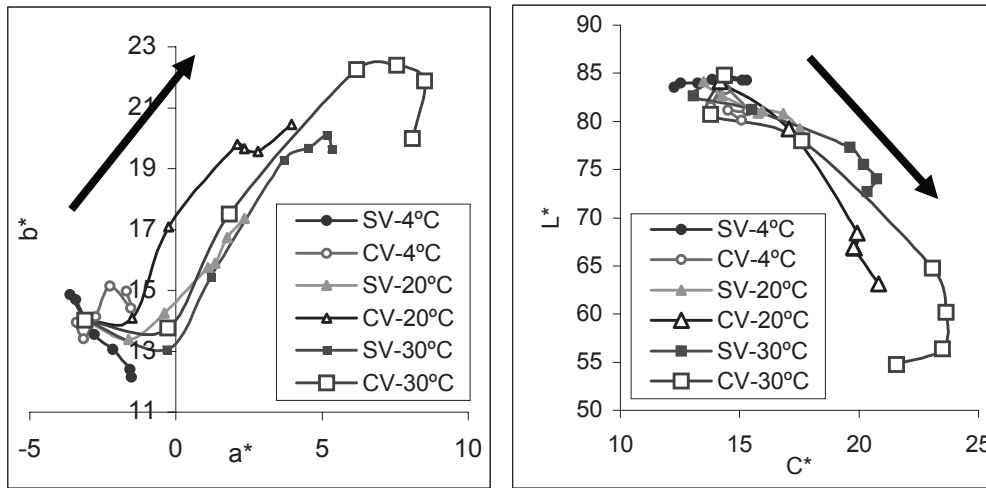 23
21
19
17
15
13
11
b*
-5 0 5 10
a*
SV-4ºC
CV-4ºC
SV-20ºC
CV-20ºC
SV-30ºC
CV-30ºC
90
85
80
75
70
65
60
55
50
L*
10 15 20 25
C*
SV-4ºC
CV-4ºC
SV-20ºC
CV-20ºC
SV-30ºC
CV-30ºC